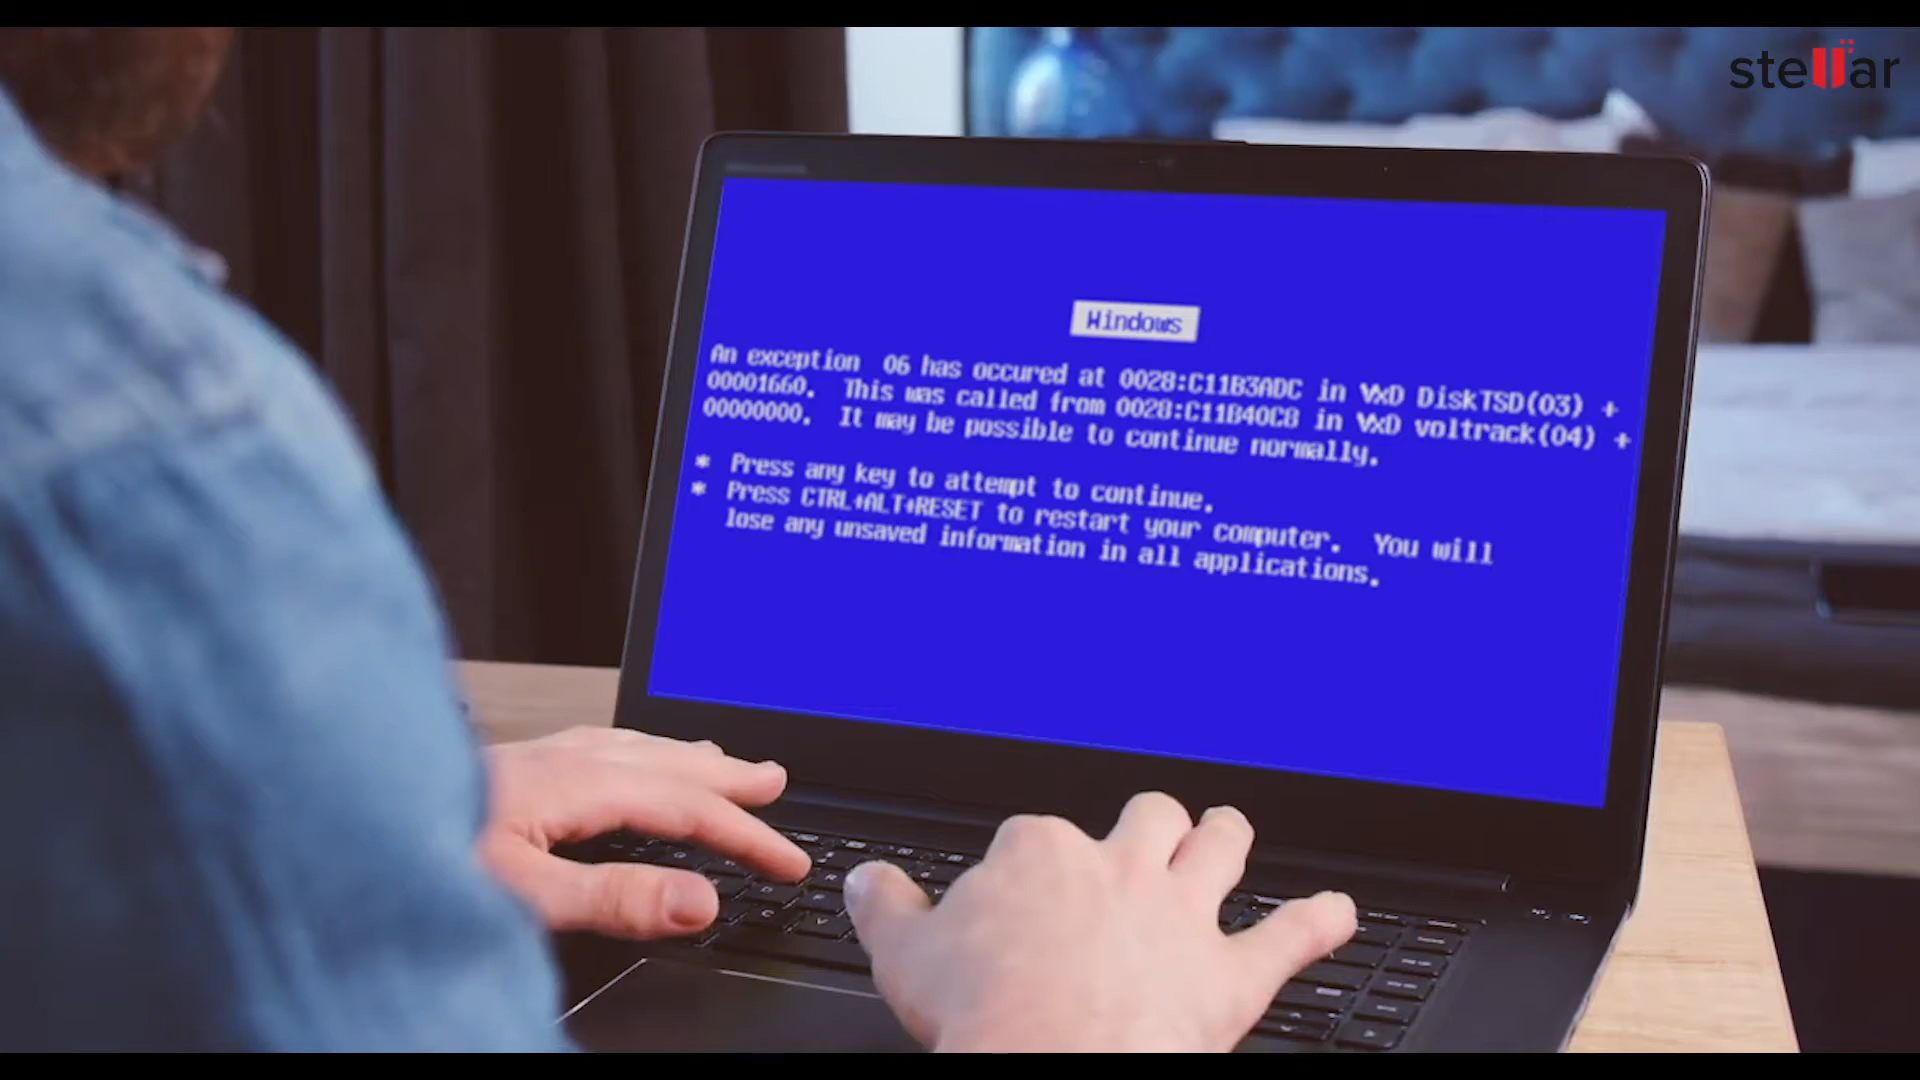 stellar
Windows
An exception 06 has occured at 0028:C11B3ADC in VxD DiskTSD(03) +
00001660. This was called from 0028:C11B40C8 in VxD voltrack(04) +
00000000. It may be possible to continue normally.
* Press any key to attempt to continue.
* Press CTRL+ALT+RESET to restart your computer. You will
lose any unsaved information in all applications.